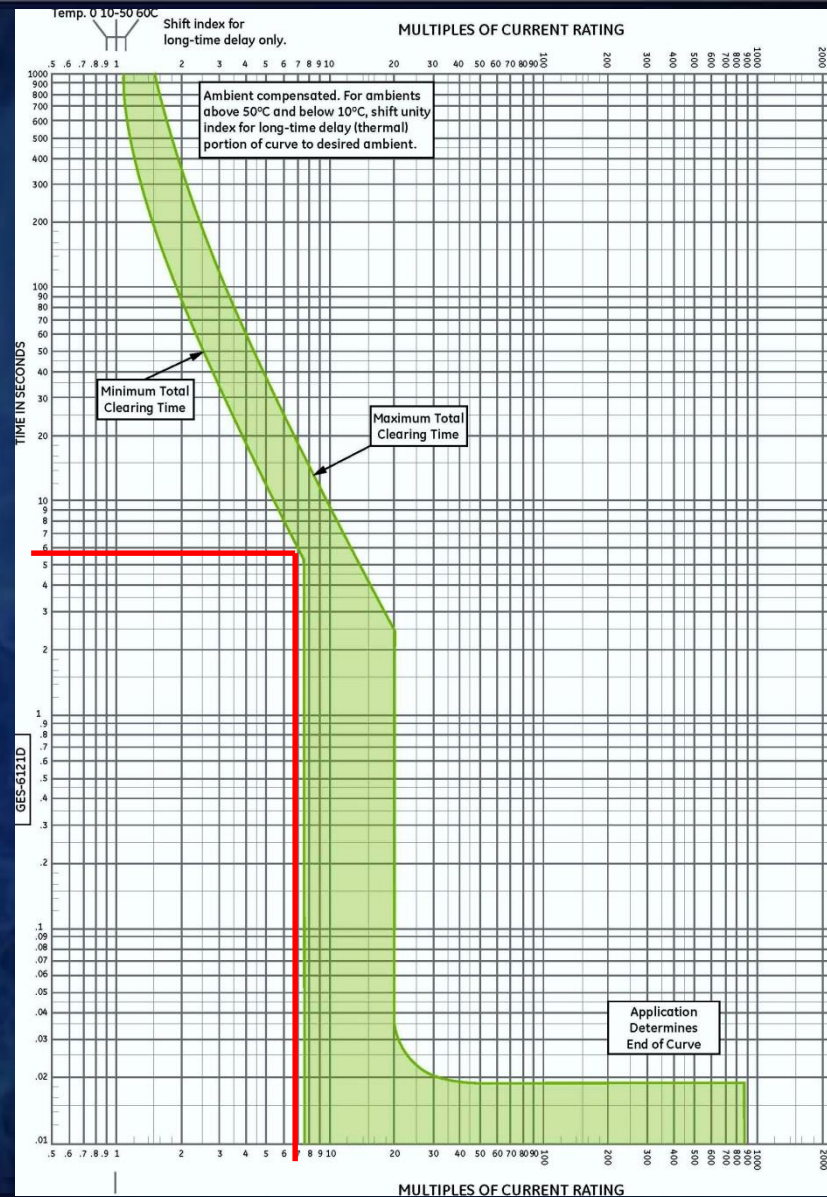 Temp. 0 10-50 60C
Shift index for
long-time delay only.
MULTIPLES OF CURRENT RATING
.5 .6 .7 .8 .9 1 2 3 4 5 6 7 8 9 10 20 30 40 50 60 70 80 90 100 200 300 400 500 600 700 800 900 1000 2000
Ambient compensated. For ambients
above 50ºC and below 10ºC, shift unity
index for long-time delay (thermal)
portion of curve to desired ambient.
1000
900
800
700
600
500
400
300
200
100
90
80
70
60
50
40
30
20
10
9
8
7
6
5
4
3
2
1
.9
.8
.7
.6
.5
.4
.3
.2
.1
.09
.08
.07
.06
.05
.04
.03
.02
.01
TIME IN SECONDS
Minimum Total
Clearing Time
Maximum Total
Clearing Time
GES-6121D
Application
Determines
End of Curve
.5 .6 .7 .8 .9 1 2 3 4 5 6 7 8 9 10 20 30 40 50 60 70 80 90 100 200 300 400 500 600 700 800 900 1000 2000
MULTIPLES OF CURRENT RATING